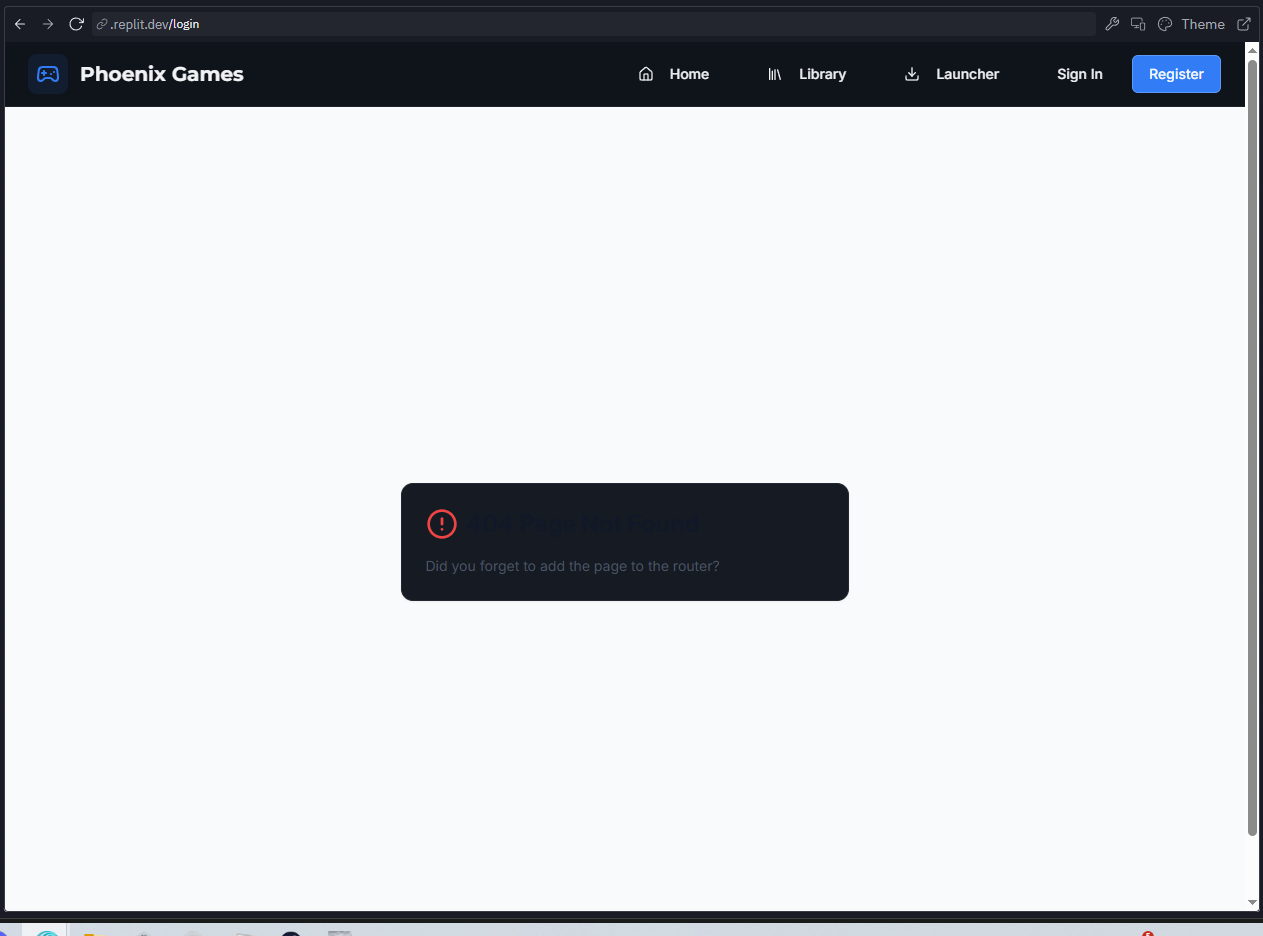 .replit.dev/login
Theme
Phoenix Games
Home
Library
Launcher
Sign In
Register
404 Page Not Found
Did you forget to add the page to the router?